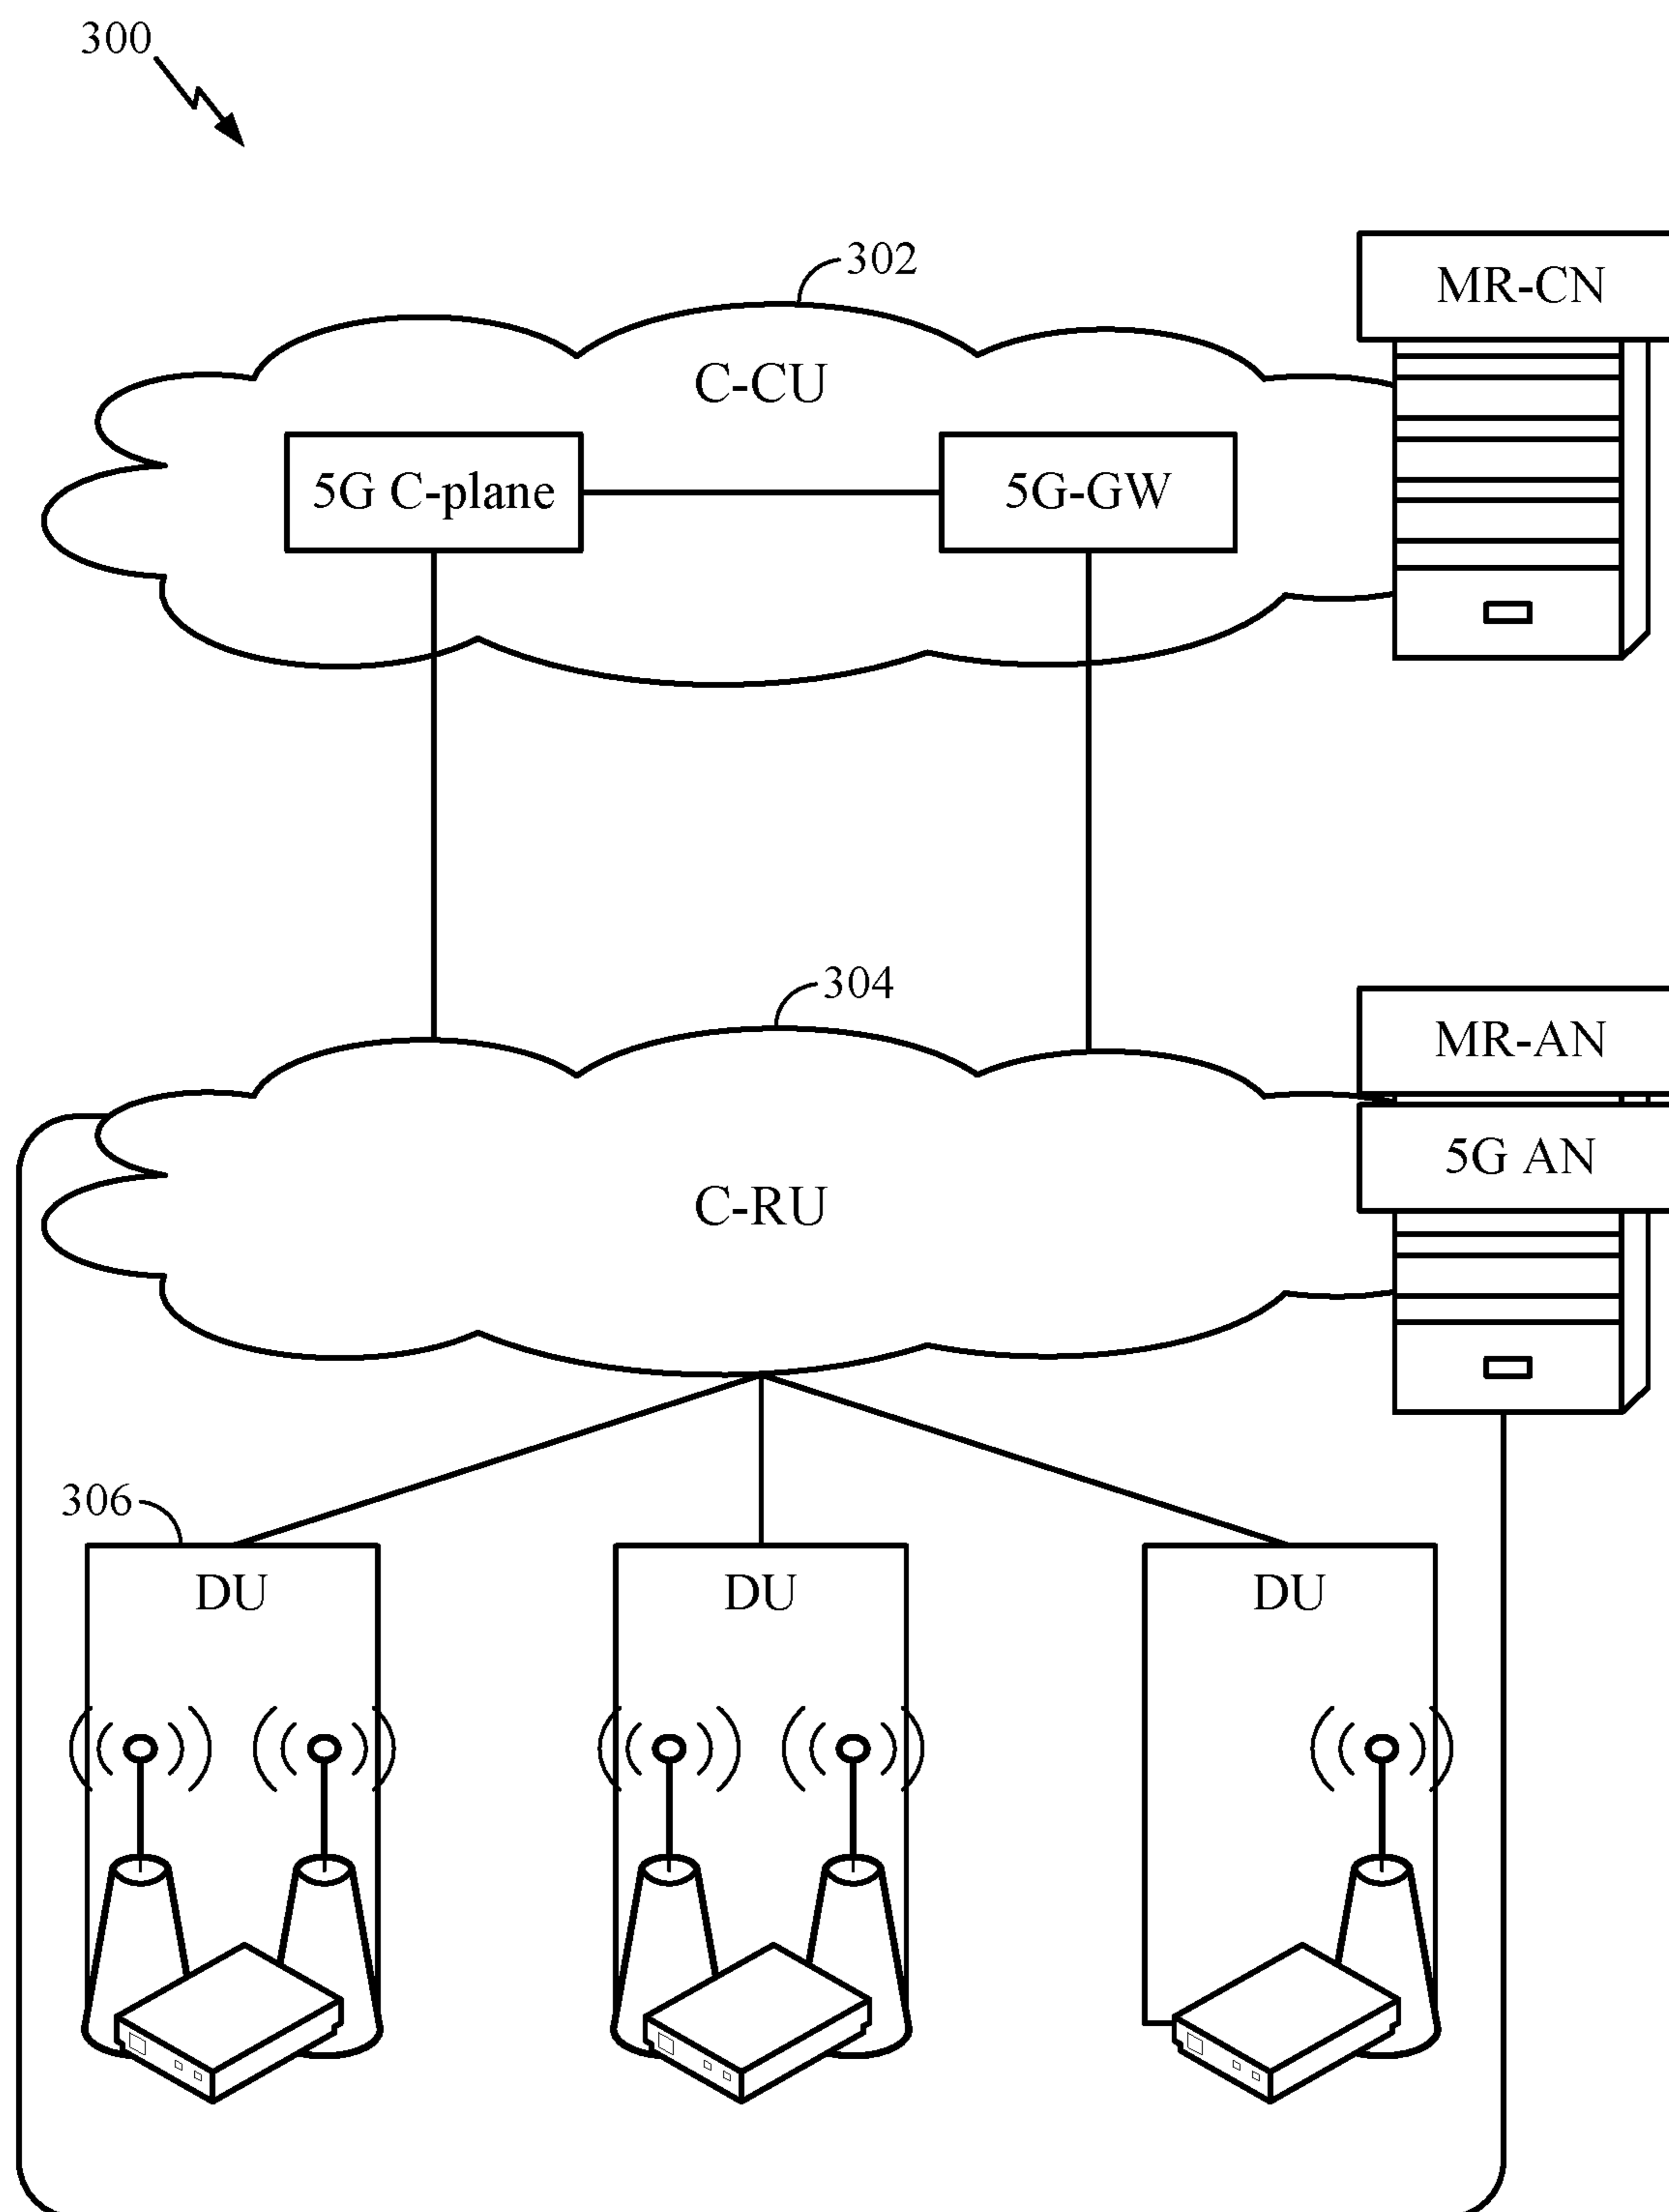 300
302
MR-CN
C-CU
5G C-plane
5G-GW
304
MR-AN
5G AN
C-RU
306
DU
DU
DU